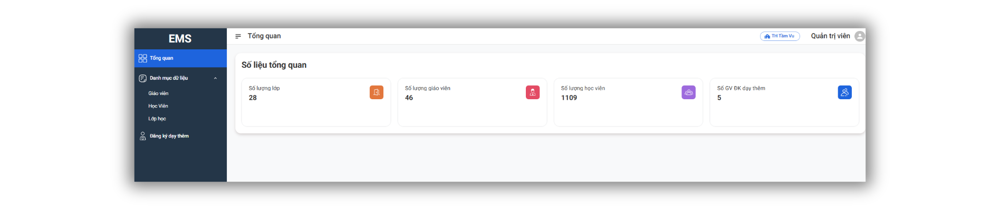 EMS
Tổng quan
Danh mục dữ liệu
Giáo viên
Học Viên
Lớp học
Đăng ký dạy thêm
Tổng quan
TH Tầm Vu
Quản trị viên
Số liệu tổng quan
Số lượng lớp
28
Số lượng giáo viên
46
Số lượng học viên
1109
Số GV ĐK dạy thêm
5